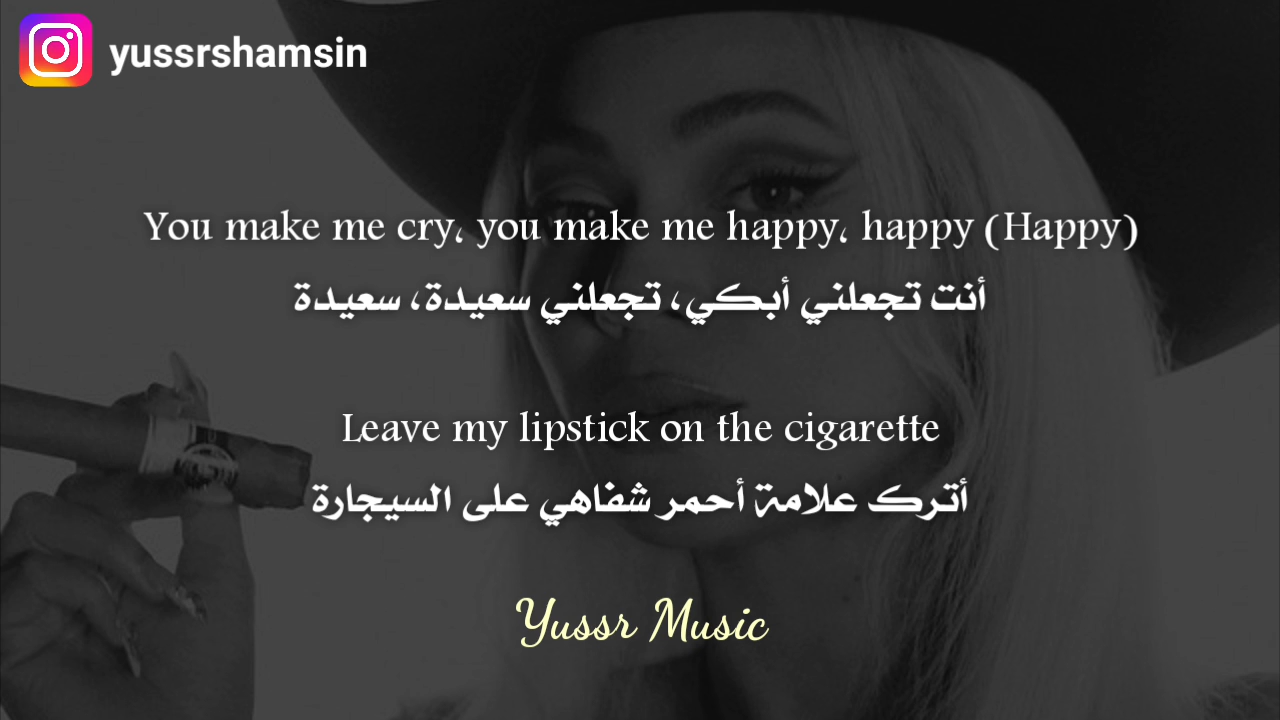 yussrshamsin
You make me cry، you make me happy، happy (Happy)
أنت تجعلني أبكي، تجعلني سعيدة، سعيدة
Leave my lipstick on the cigarette
أترك علامة أحمر شفاهي على السيجارة
Yussr Music